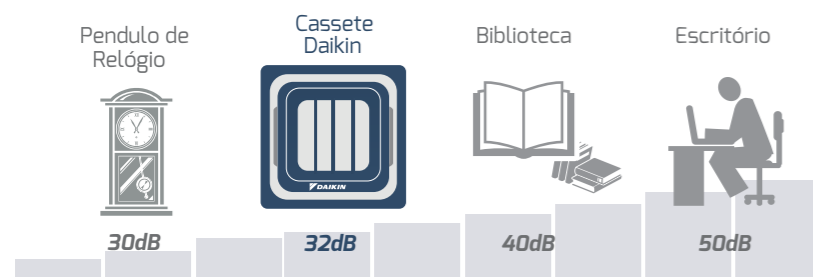 Pendulo de
Relógio
Cassete
Daikin
Biblioteca
Escritório
DAIKIN
30dB
32dB
40dB
50dB